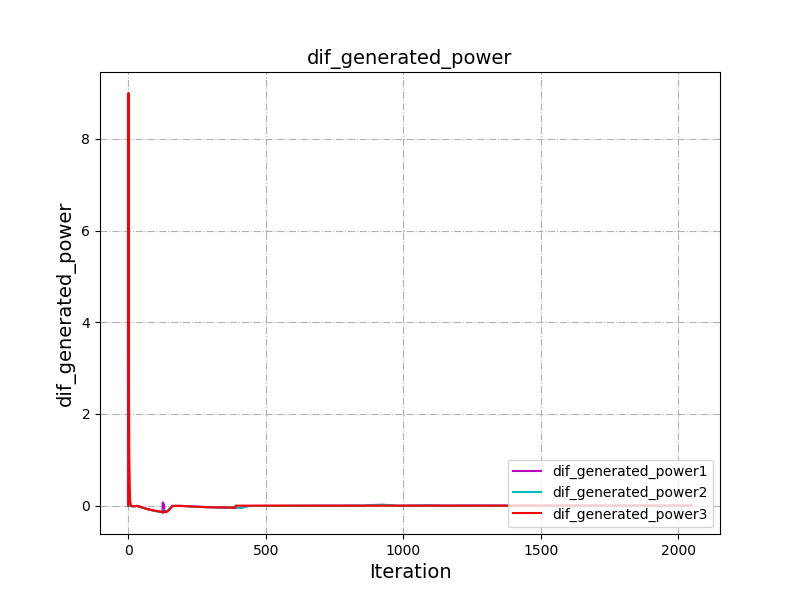 dif_generated_power
dif_generated_power
8
6
4
2
0
dif_generated_power1
dif_generated_power2
dif_generated_power3
0
500
1000
1500
2000
Iteration